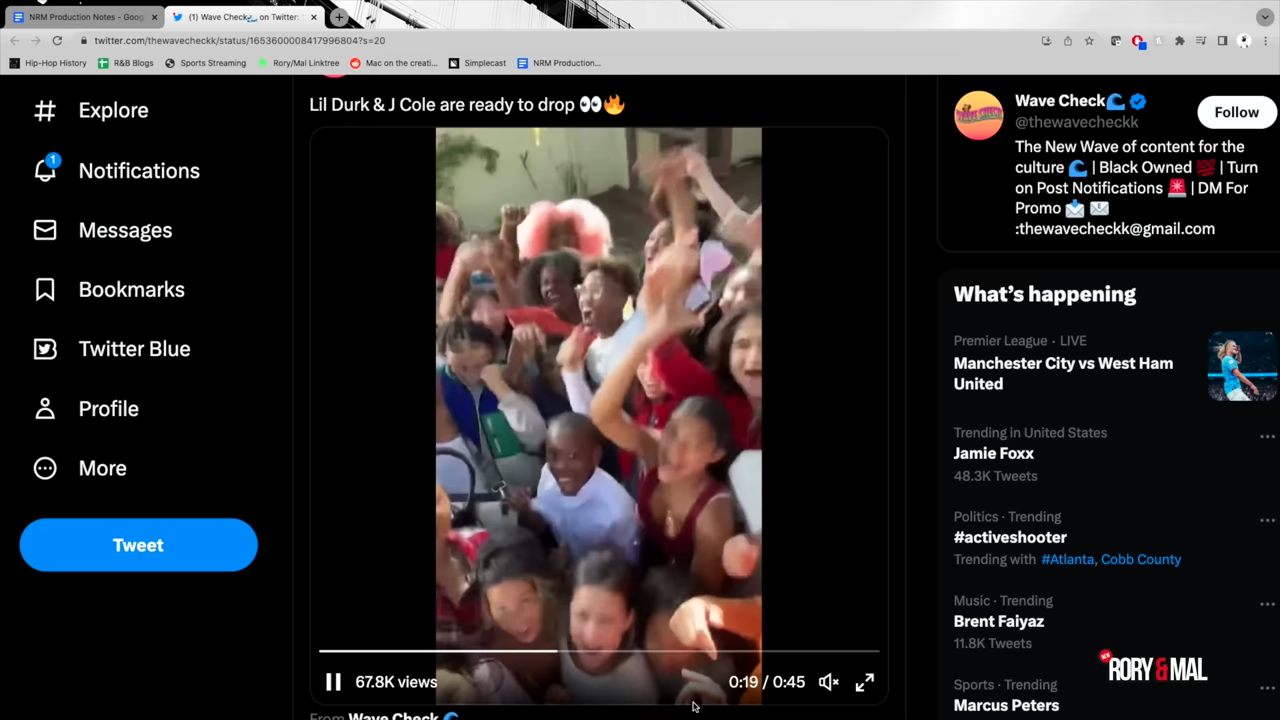 NRM Production Notes - Goog
(1) Wave Check🌊 on Twitter:
twitter.com/thewavecheckk/status/1653600084179968​04?s=20
Hip-Hop History
R&B Blogs
Sports Streaming
Rory/Mal Linktree
Mac on the creati...
Simplecast
NRM Production...
Explore
1
Notifications
Messages
Bookmarks
Twitter Blue
Profile
More
Tweet
Lil Durk & J Cole are ready to drop 👀🔥
67.8K views
0:19 / 0:45
From Wave Check🌊
Wave Check🌊
@thewavecheckk
Follow
The New Wave of content for the
culture 🌊 | Black Owned 💯 | Turn
on Post Notifications 🚨 | DM For
Promo 📩 📨
:thewavecheckk@gmail.com
What's happening
Premier League · LIVE
Manchester City vs West Ham
United
Trending in United States
Jamie Foxx
48.3K Tweets
Politics · Trending
#activeshooter
Trending with #Atlanta, Cobb County
Music · Trending
Brent Faiyaz
11.8K Tweets
NEW
RORY & MAL
Sports · Trending
Marcus Peters